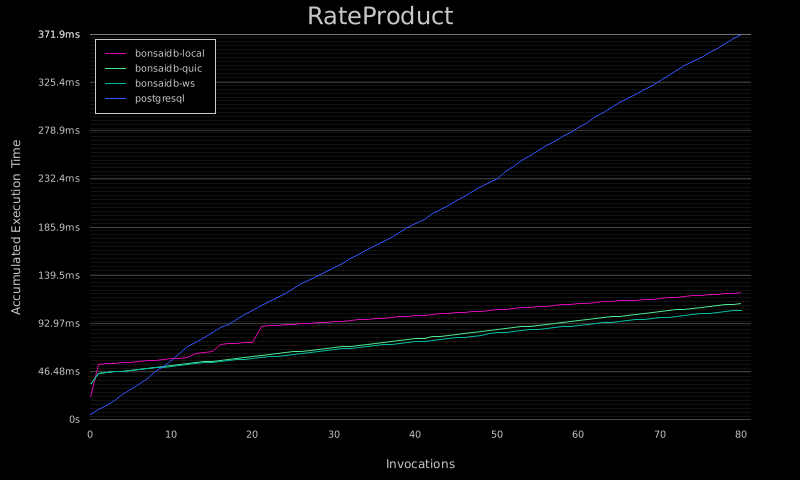 RateProduct
371.9ms
bonsaidb-local
bonsaidb-quic
bonsaidb-ws
postgresql
325.4ms
278.9ms
232.4ms
185.9ms
139.5ms
92.97ms
46.48ms
0s
Accumulated Execution Time
0 10 20 30 40 50 60 70 80
Invocations